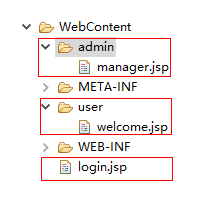 WebContent
admin
manager.jsp
META-INF
user
welcome.jsp
WEB-INF
login.jsp